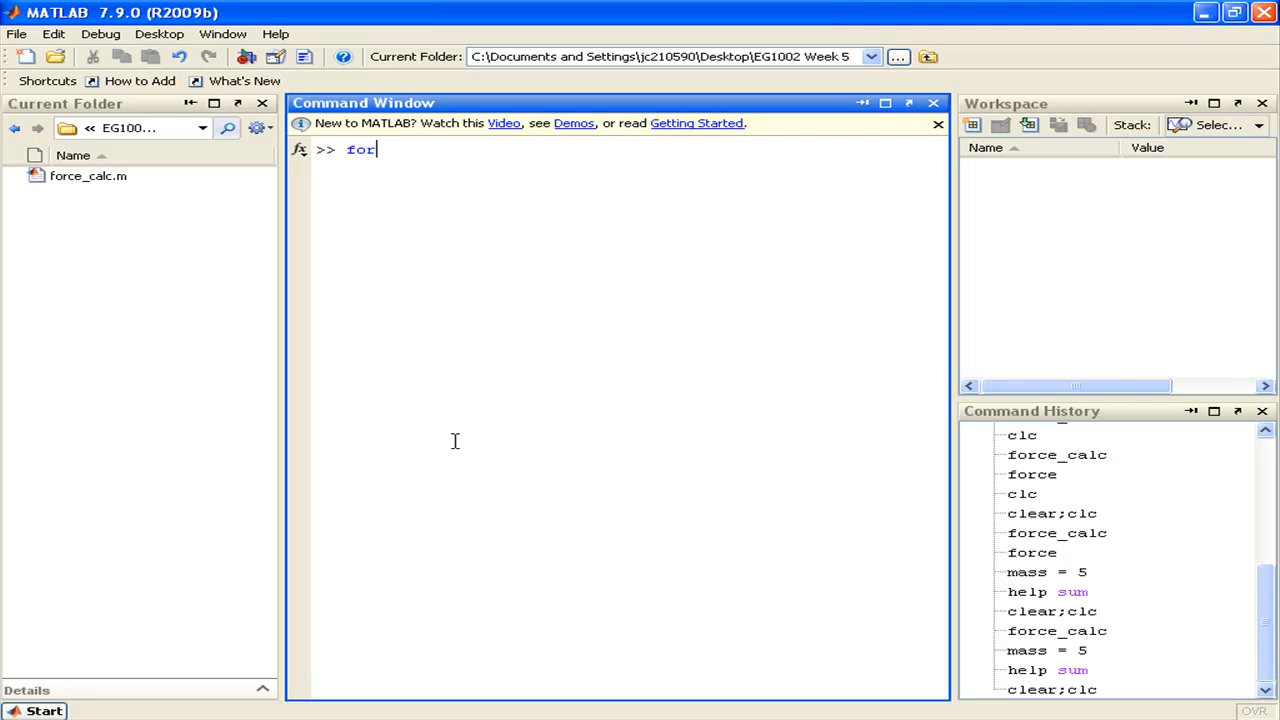 MATLAB 7.9.0 (R2009b)
File Edit Debug Desktop Window Help
Current Folder: C:\Documents and Settings\jc210590\Desktop\EG1002 Week 5
Shortcuts How to Add What's New
Current Folder
« EG100...
Name
force_calc.m
Details
Command Window
New to MATLAB? Watch this Video, see Demos, or read Getting Started.
fx >> for
Workspace
Stack: Selec...
Name Value
Command History
clc
force_calc
force
clc
clear;clc
force_calc
force
mass = 5
help sum
clear;clc
force_calc
mass = 5
help sum
clear;clc
Start
OVR